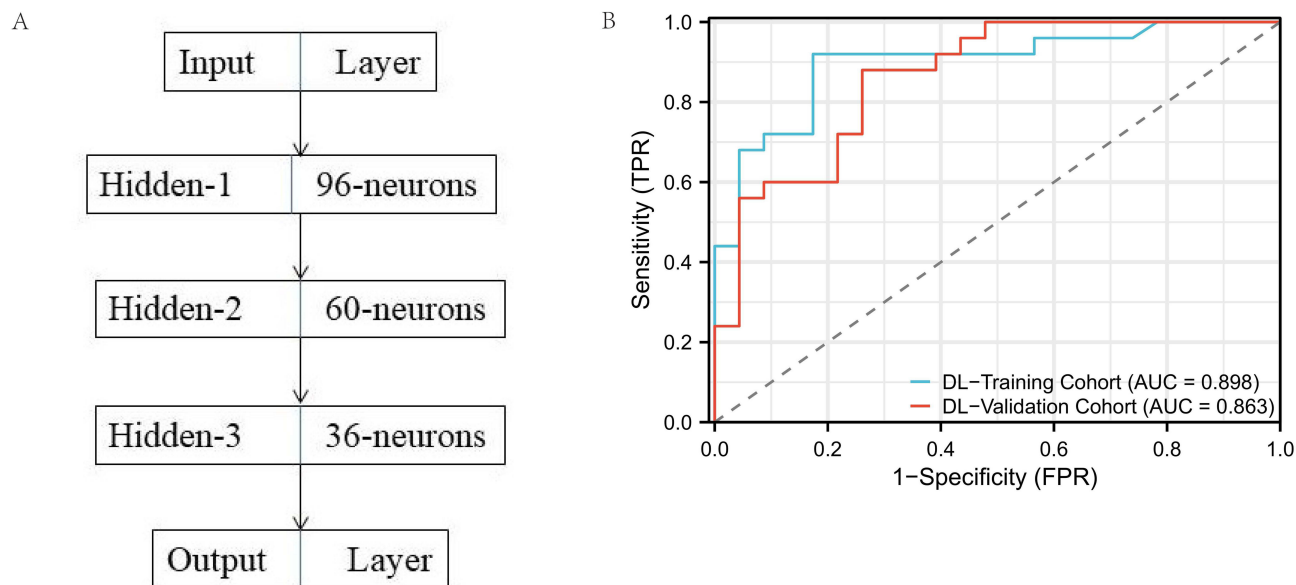 A
Input Layer
Hidden-1 96-neurons
Hidden-2 60-neurons
Hidden-3 36-neurons
Output Layer
B
Sensitivity (TPR)
1.0
0.8
0.6
0.4
0.2
0.0
DL−Training Cohort (AUC = 0.898)
DL−Validation Cohort (AUC = 0.863)
0.0 0.2 0.4 0.6 0.8 1.0
1−Specificity (FPR)